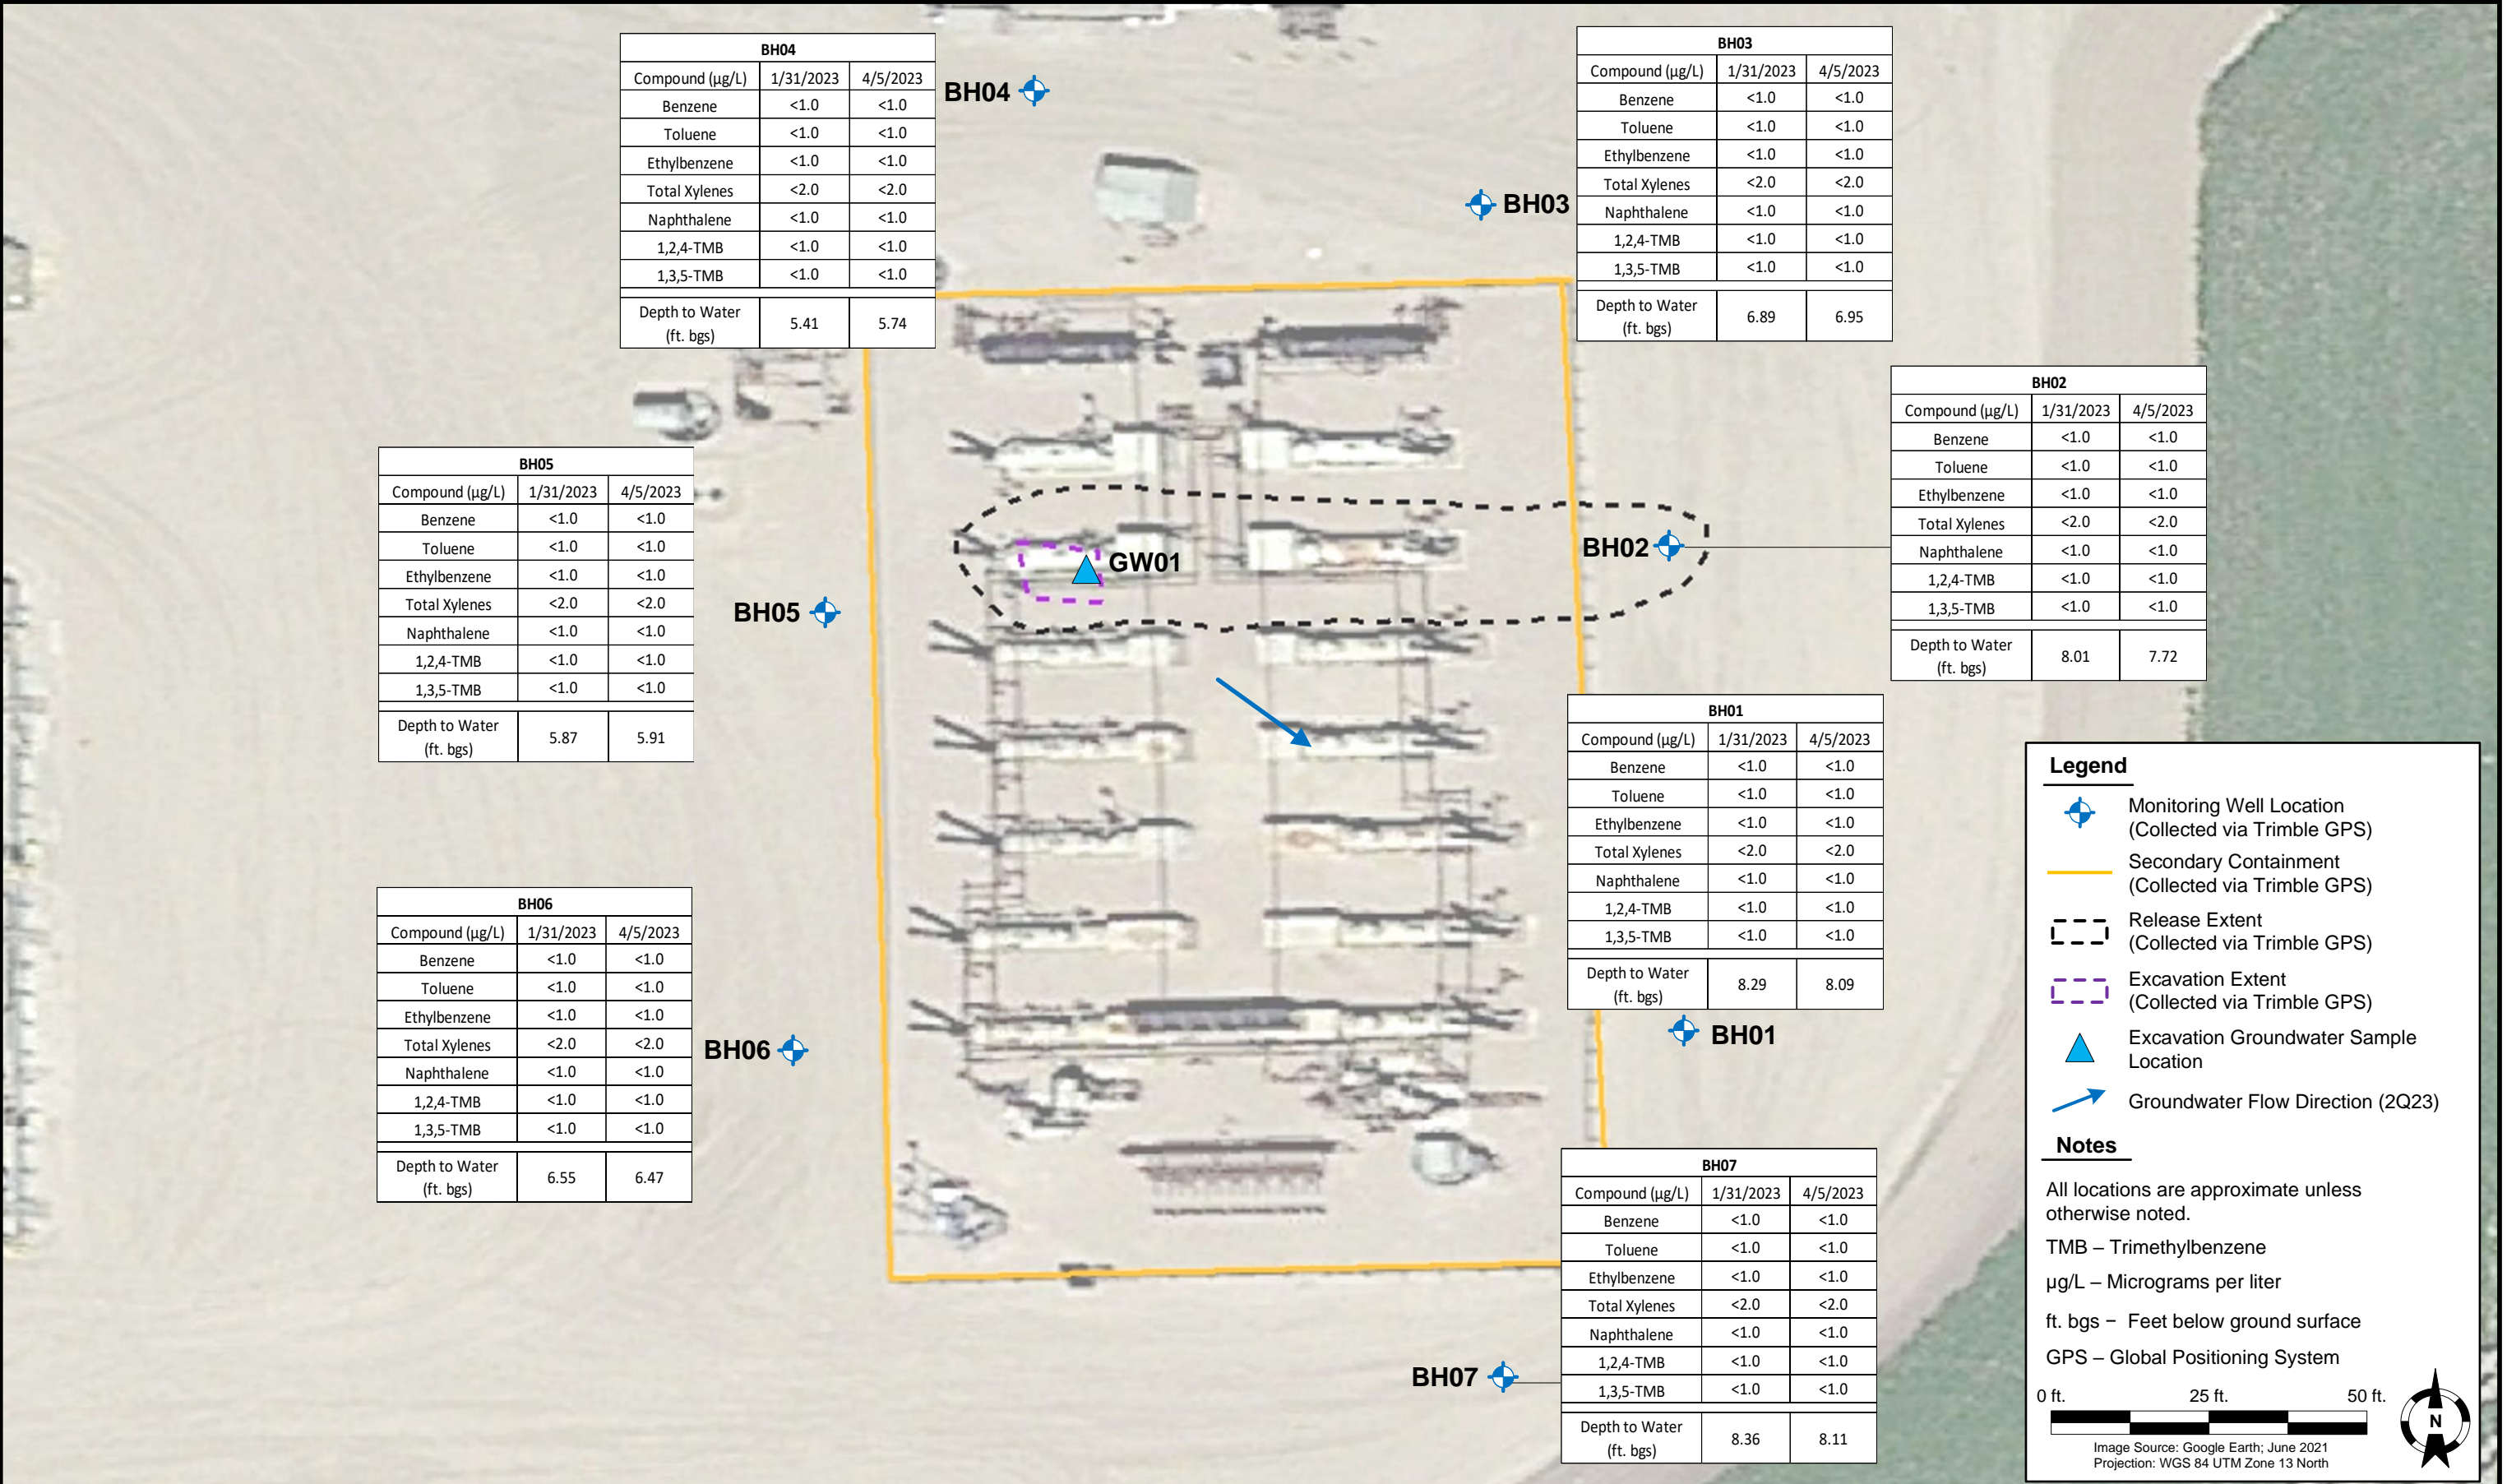 BH04
Compound (µg/L) 1/31/2023 4/5/2023
Benzene <1.0 <1.0
Toluene <1.0 <1.0
Ethylbenzene <1.0 <1.0
Total Xylenes <2.0 <2.0
Naphthalene <1.0 <1.0
1,2,4-TMB <1.0 <1.0
1,3,5-TMB <1.0 <1.0
Depth to Water
(ft. bgs) 5.41 5.74
BH04
BH03
Compound (µg/L) 1/31/2023 4/5/2023
Benzene <1.0 <1.0
Toluene <1.0 <1.0
Ethylbenzene <1.0 <1.0
Total Xylenes <2.0 <2.0
Naphthalene <1.0 <1.0
1,2,4-TMB <1.0 <1.0
1,3,5-TMB <1.0 <1.0
Depth to Water
(ft. bgs) 6.89 6.95
BH03
BH02
Compound (µg/L) 1/31/2023 4/5/2023
Benzene <1.0 <1.0
Toluene <1.0 <1.0
Ethylbenzene <1.0 <1.0
Total Xylenes <2.0 <2.0
Naphthalene <1.0 <1.0
1,2,4-TMB <1.0 <1.0
1,3,5-TMB <1.0 <1.0
Depth to Water
(ft. bgs) 8.01 7.72
BH02
BH05
Compound (µg/L) 1/31/2023 4/5/2023
Benzene <1.0 <1.0
Toluene <1.0 <1.0
Ethylbenzene <1.0 <1.0
Total Xylenes <2.0 <2.0
Naphthalene <1.0 <1.0
1,2,4-TMB <1.0 <1.0
1,3,5-TMB <1.0 <1.0
Depth to Water
(ft. bgs) 5.87 5.91
BH05
GW01
BH01
Compound (µg/L) 1/31/2023 4/5/2023
Benzene <1.0 <1.0
Toluene <1.0 <1.0
Ethylbenzene <1.0 <1.0
Total Xylenes <2.0 <2.0
Naphthalene <1.0 <1.0
1,2,4-TMB <1.0 <1.0
1,3,5-TMB <1.0 <1.0
Depth to Water
(ft. bgs) 8.29 8.09
BH01
BH06
Compound (µg/L) 1/31/2023 4/5/2023
Benzene <1.0 <1.0
Toluene <1.0 <1.0
Ethylbenzene <1.0 <1.0
Total Xylenes <2.0 <2.0
Naphthalene <1.0 <1.0
1,2,4-TMB <1.0 <1.0
1,3,5-TMB <1.0 <1.0
Depth to Water
(ft. bgs) 6.55 6.47
BH06
BH07
Compound (µg/L) 1/31/2023 4/5/2023
Benzene <1.0 <1.0
Toluene <1.0 <1.0
Ethylbenzene <1.0 <1.0
Total Xylenes <2.0 <2.0
Naphthalene <1.0 <1.0
1,2,4-TMB <1.0 <1.0
1,3,5-TMB <1.0 <1.0
Depth to Water
(ft. bgs) 8.36 8.11
BH07
Legend
Monitoring Well Location
(Collected via Trimble GPS)
Secondary Containment
(Collected via Trimble GPS)
Release Extent
(Collected via Trimble GPS)
Excavation Extent
(Collected via Trimble GPS)
Excavation Groundwater Sample
Location
Groundwater Flow Direction (2Q23)
Notes
All locations are approximate unless
otherwise noted.
TMB – Trimethylbenzene
µg/L – Micrograms per liter
ft. bgs – Feet below ground surface
GPS – Global Positioning System
0 ft. 25 ft. 50 ft.
N
Image Source: Google Earth; June 2021
Projection: WGS 84 UTM Zone 13 North